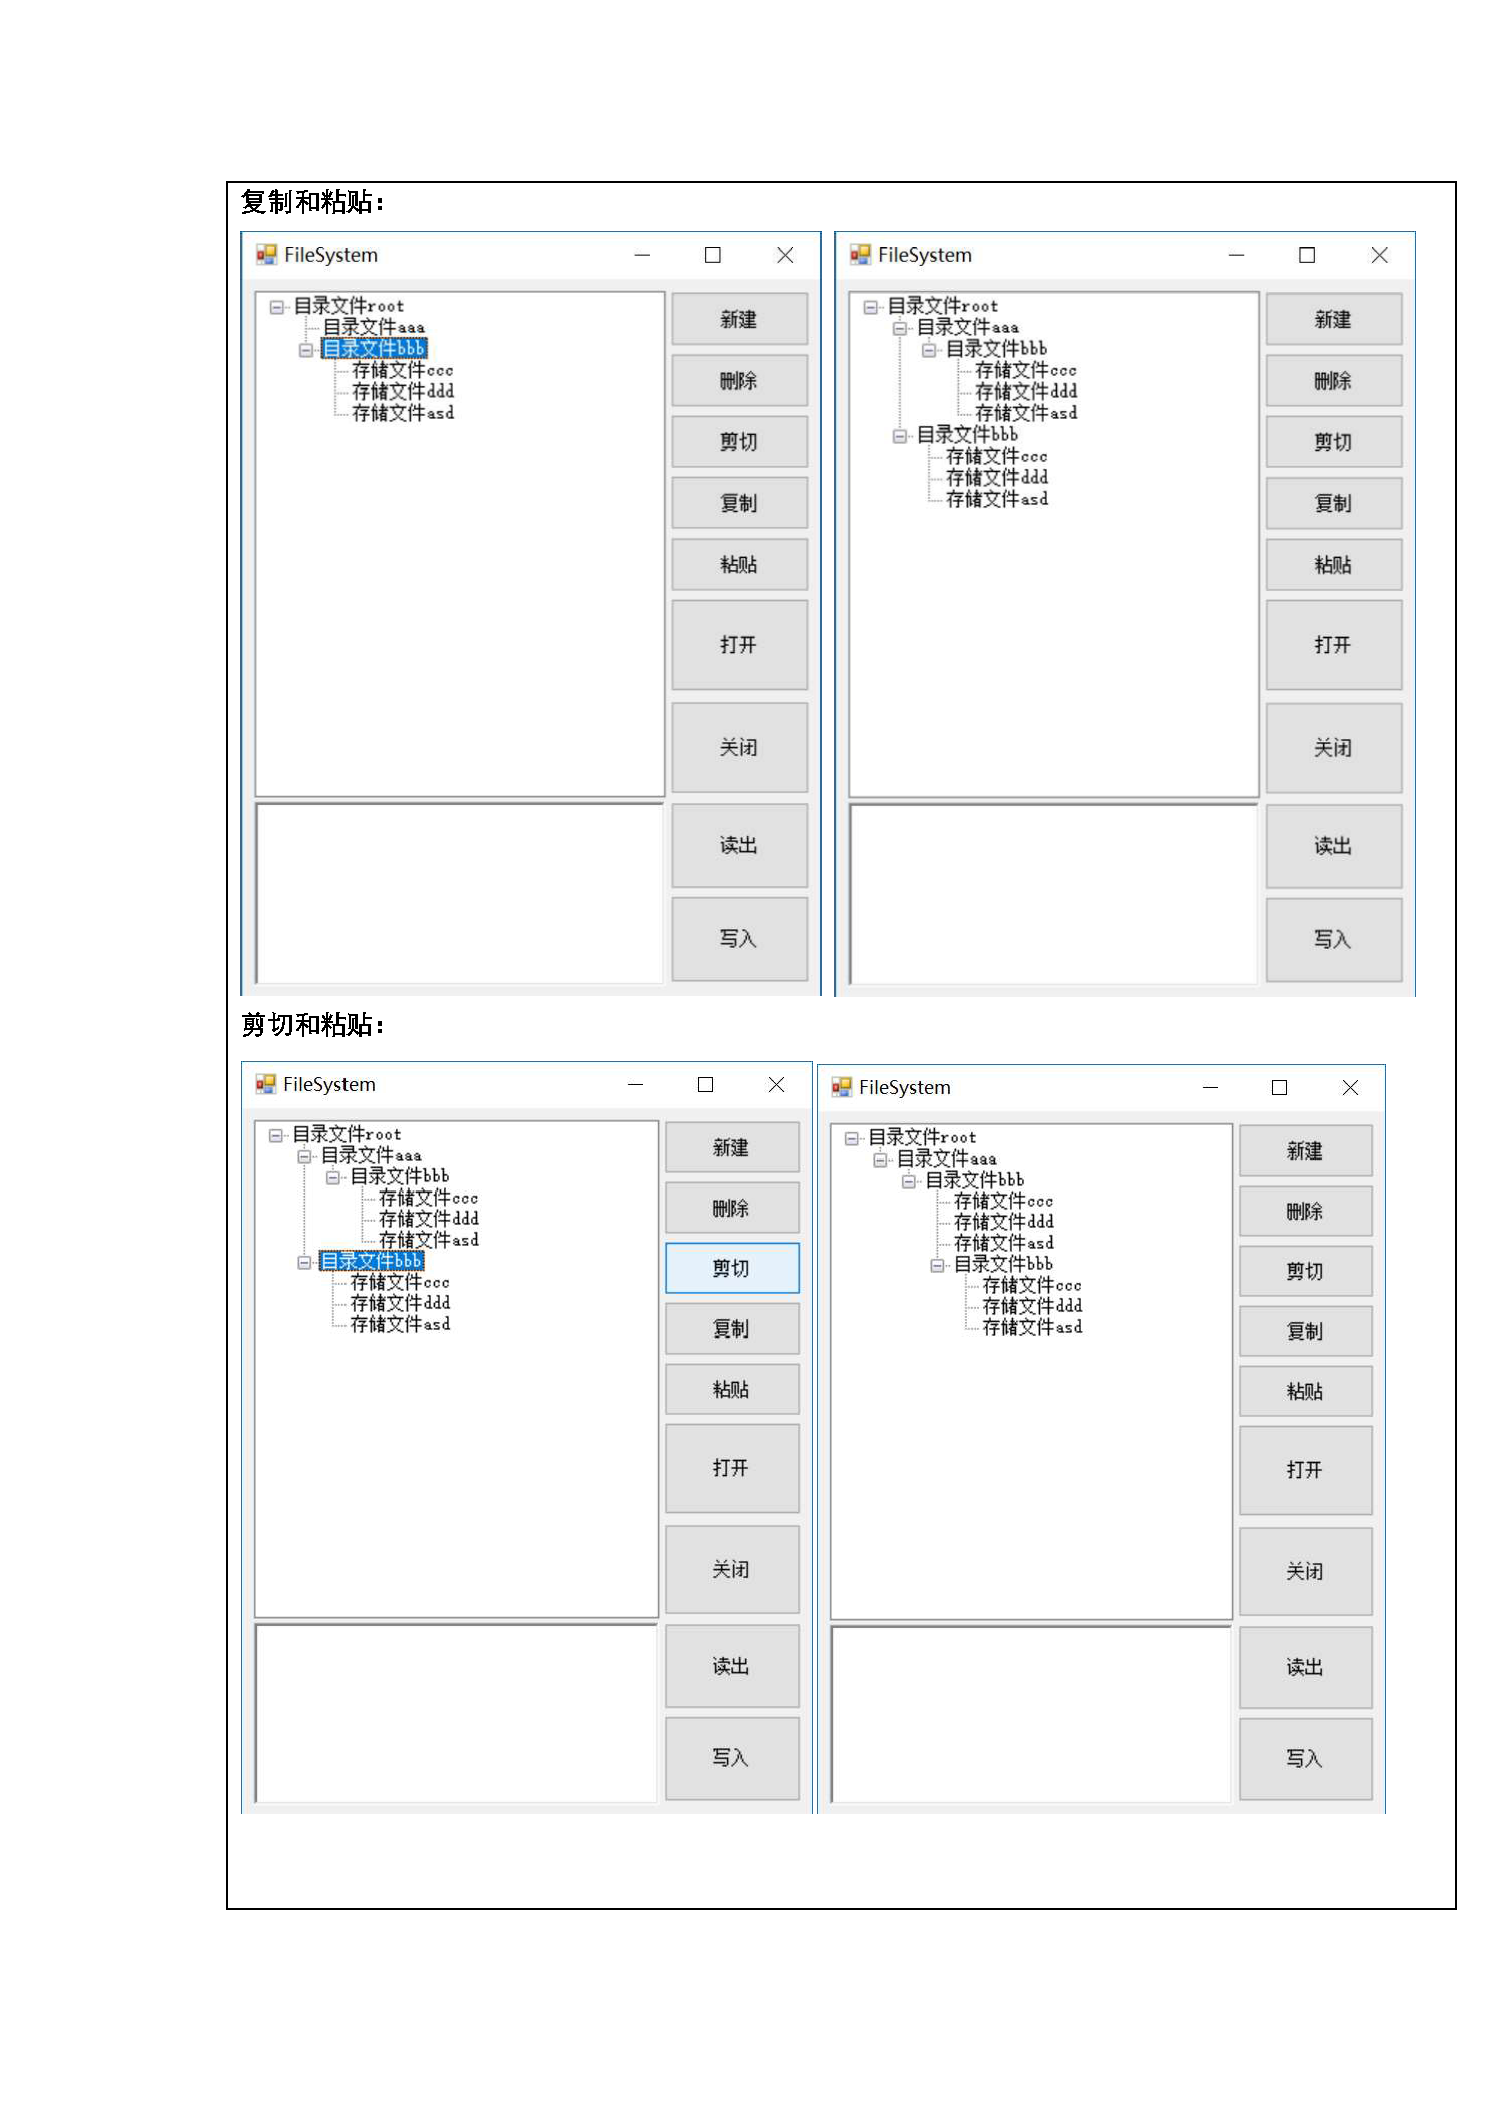 复制和粘贴：
FileSystem
目录文件root
目录文件aaa
目录文件bbb
存储文件ccc
存储文件ddd
存储文件asd
新建
删除
剪切
复制
粘贴
打开
关闭
读出
写入
FileSystem
目录文件root
目录文件aaa
目录文件bbb
存储文件ccc
存储文件ddd
存储文件asd
目录文件bbb
存储文件ccc
存储文件ddd
存储文件asd
新建
删除
剪切
复制
粘贴
打开
关闭
读出
写入
剪切和粘贴：
FileSystem
目录文件root
目录文件aaa
目录文件bbb
存储文件ccc
存储文件ddd
存储文件asd
目录文件bbb
存储文件ccc
存储文件ddd
存储文件asd
新建
删除
剪切
复制
粘贴
打开
关闭
读出
写入
FileSystem
目录文件root
目录文件aaa
目录文件bbb
存储文件ccc
存储文件ddd
存储文件asd
目录文件bbb
存储文件ccc
存储文件ddd
存储文件asd
新建
删除
剪切
复制
粘贴
打开
关闭
读出
写入